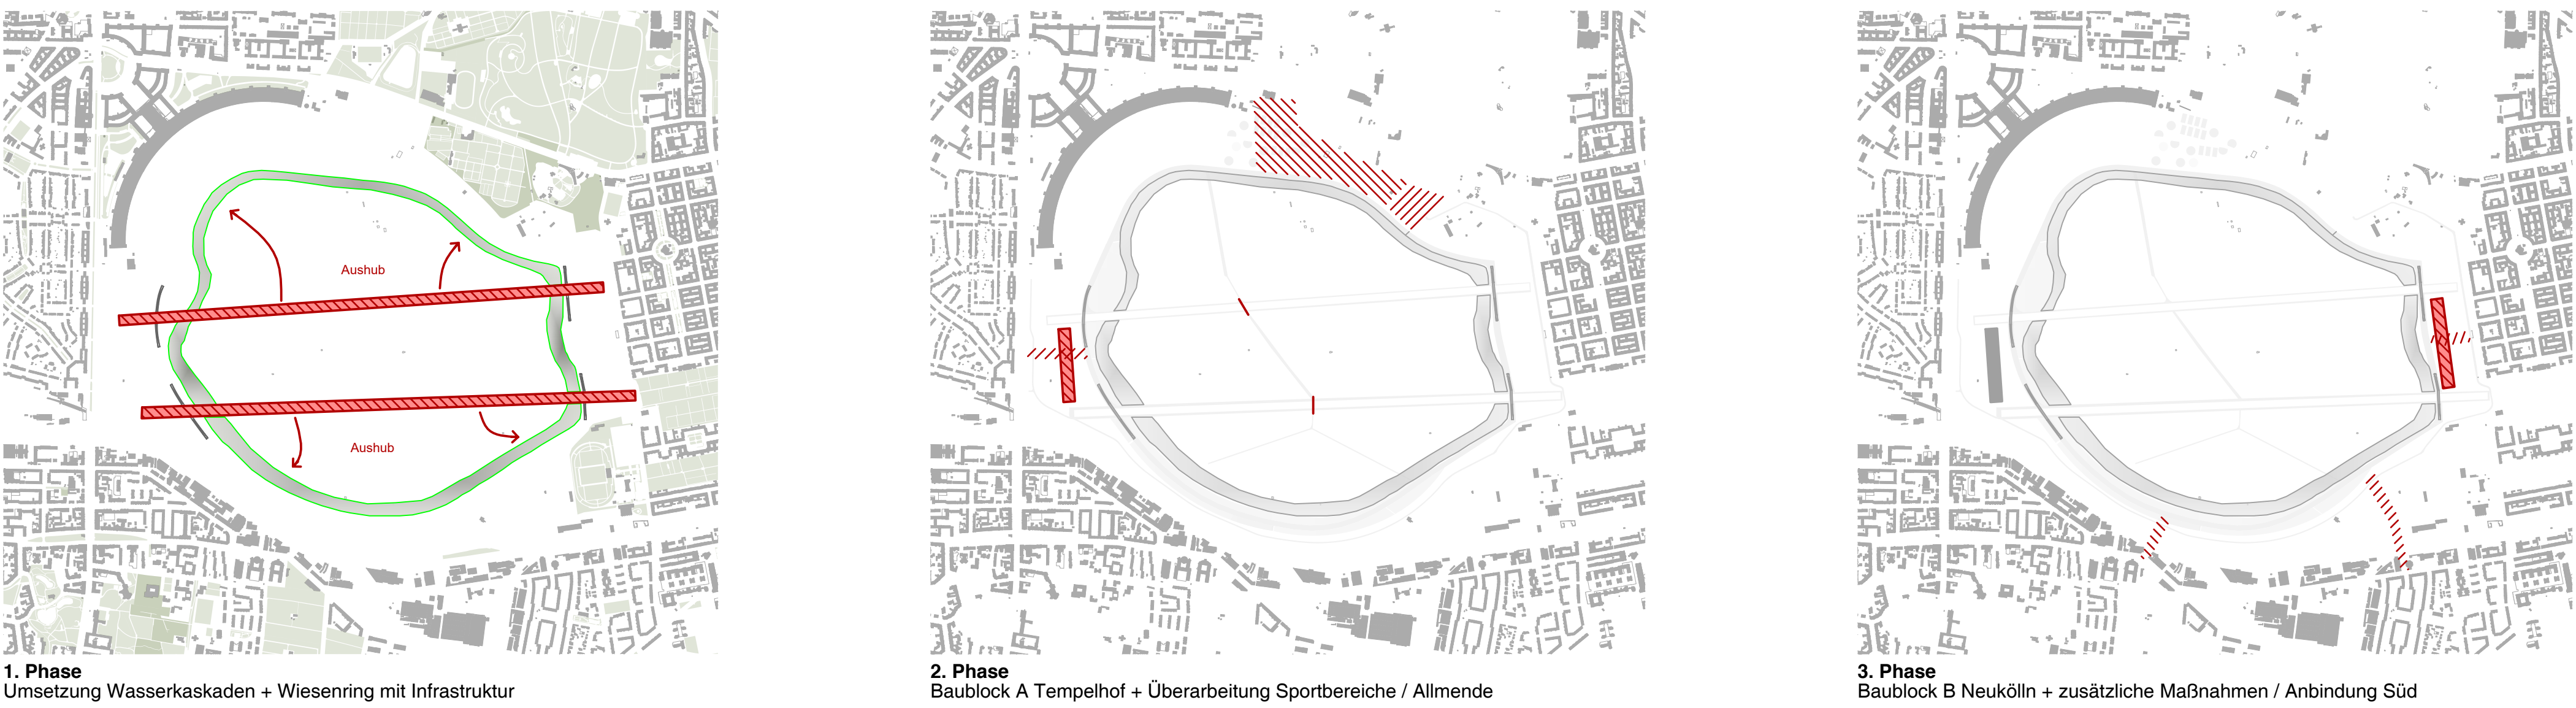 Aushub
Aushub
1. Phase
Umsetzung Wasserkaskaden + Wiesenring mit Infrastruktur
2. Phase
Baublock A Tempelhof + Überarbeitung Sportbereiche / Allmende
3. Phase
Baublock B Neukölln + zusätzliche Maßnahmen / Anbindung Süd